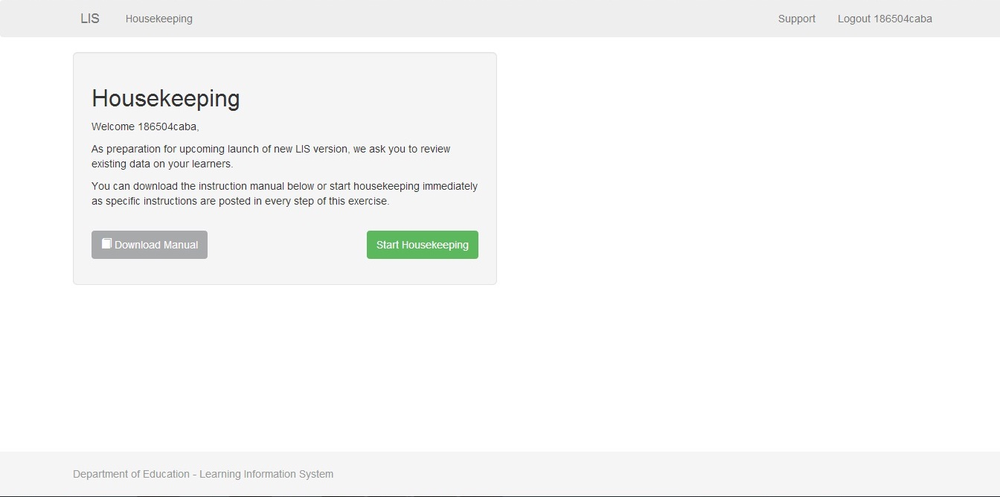 LIS Housekeeping Support Logout 186504caba
Housekeeping
Welcome 186504caba,
As preparation for upcoming launch of new LIS version, we ask you to review
existing data on your learners.
You can download the instruction manual below or start housekeeping immediately
as specific instructions are posted in every step of this exercise.
Download Manual Start Housekeeping
Department of Education - Learning Information System